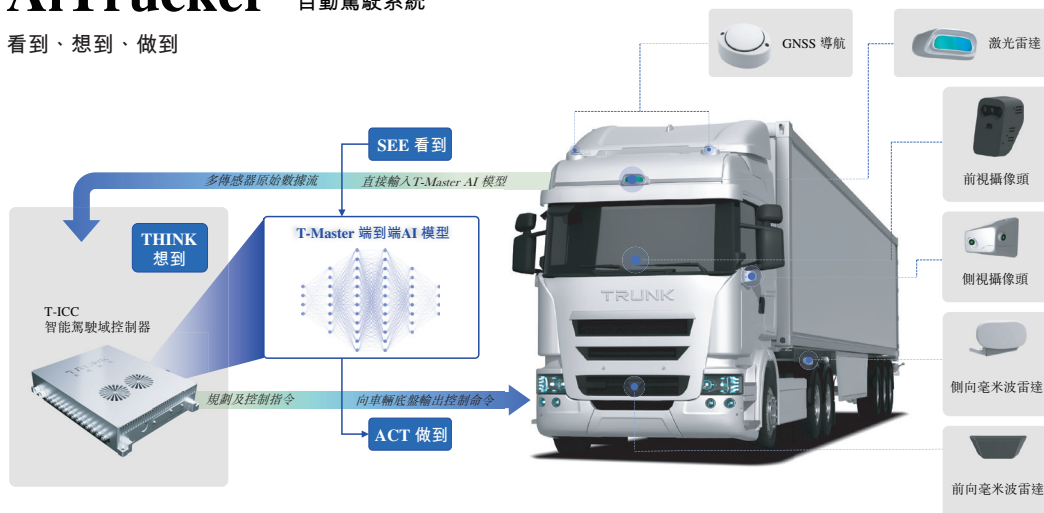 AiTrucker 自動駕駛系統
看到、想到、做到
GNSS 導航
激光雷達
前視攝像頭
側視攝像頭
側向毫米波雷達
前向毫米波雷達
SEE 看到
多傳感器原始數據流
直接輸入T-Master AI 模型
THINK
想到
T-Master 端到端AI 模型
T-ICC
智能駕駛域控制器
規劃及控制指令
向車輛底盤輸出控制命令
ACT 做到
TRUNK